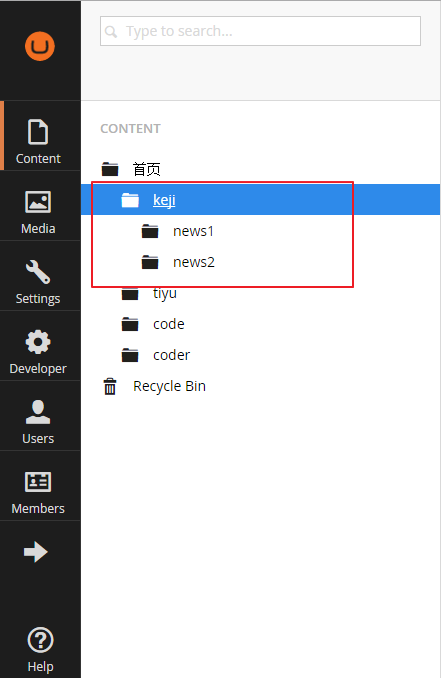 Type to search...
Content
Media
Settings
Developer
Users
Members
Help
CONTENT
首页
keji
news1
news2
tiyu
code
coder
Recycle Bin